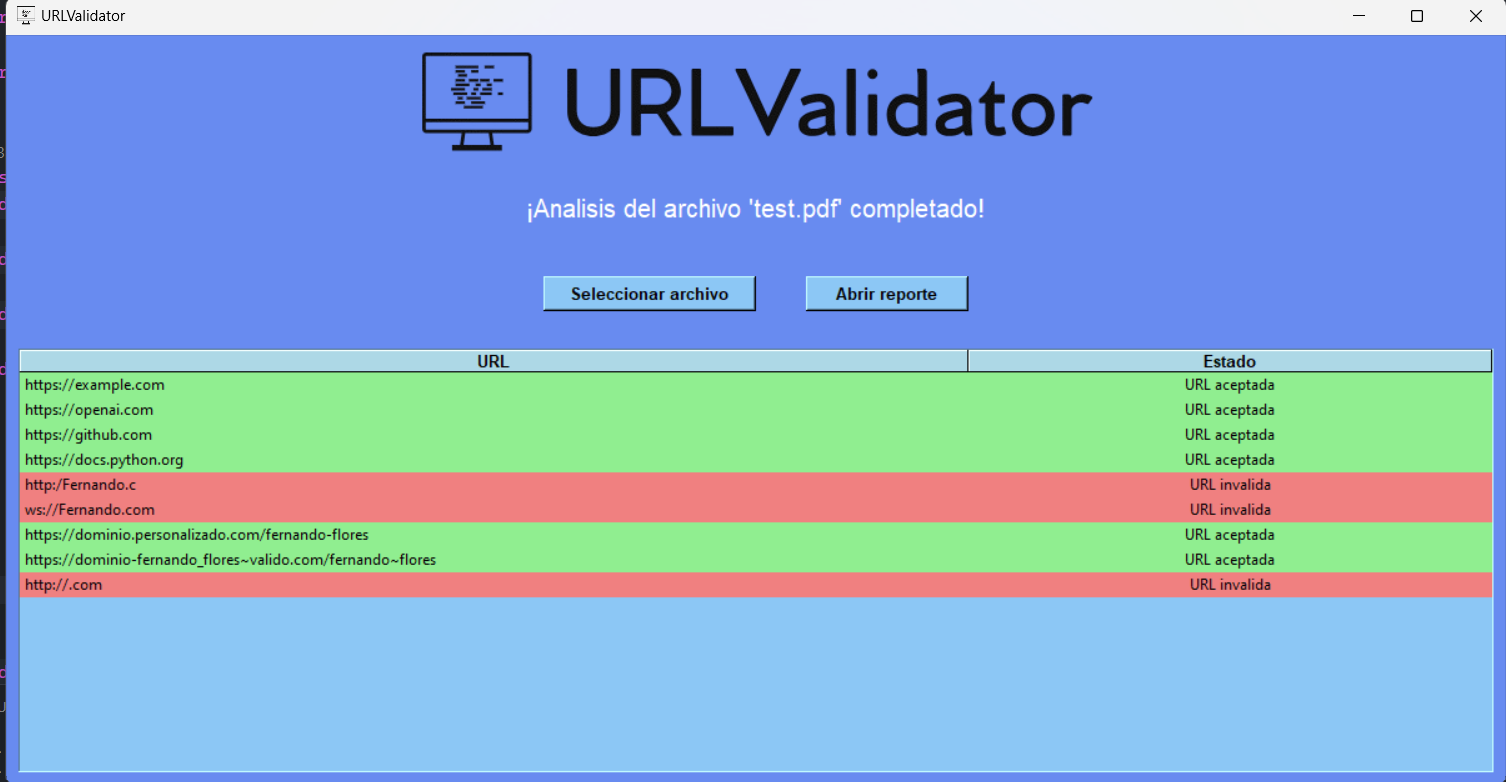 URLValidator
URLValidator
¡Analisis del archivo 'test.pdf' completado!
Seleccionar archivo Abrir reporte
URL Estado
https://example.com URL aceptada
https://openai.com URL aceptada
https://github.com URL aceptada
https://docs.python.org URL aceptada
http:/Fernando.c URL invalida
ws://Fernando.com URL invalida
https://dominio.personalizado.com/fernando-flores URL aceptada
https://dominio-fernando_flores~valido.com/fernando~flores URL aceptada
http://.com URL invalida